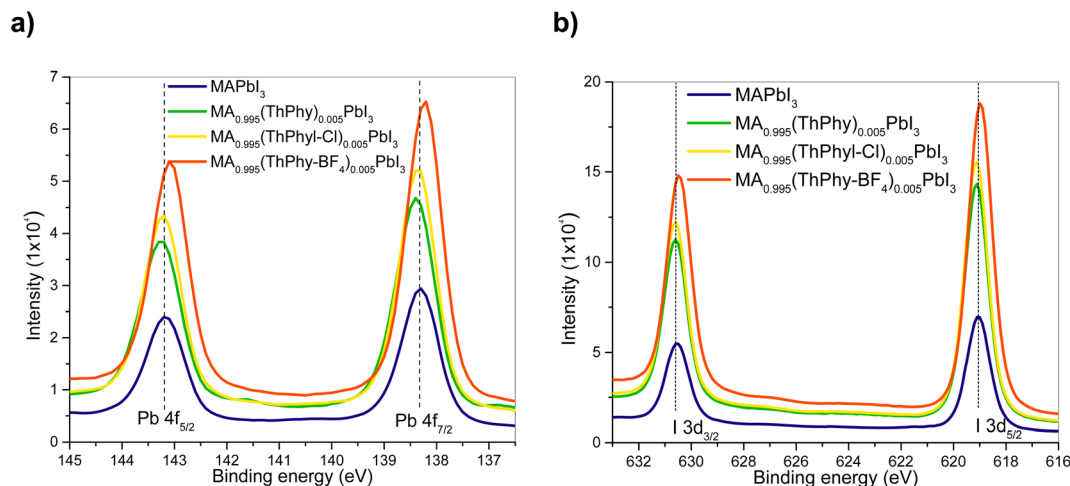 a)
7
6
5
4
3
2
1
0
Intensity (1x10⁴)
MAPbI₃
MA₀.₉₉₅(ThPhy)₀.₀₀₅PbI₃
MA₀.₉₉₅(ThPhyl-Cl)₀.₀₀₅PbI₃
MA₀.₉₉₅(ThPhy-BF₄)₀.₀₀₅PbI₃
Pb 4f₅/₂
Pb 4f₇/₂
145 144 143 142 141 140 139 138 137
Binding energy (eV)
b)
20
15
10
5
0
Intensity (1x10⁴)
MAPbI₃
MA₀.₉₉₅(ThPhy)₀.₀₀₅PbI₃
MA₀.₉₉₅(ThPhyl-Cl)₀.₀₀₅PbI₃
MA₀.₉₉₅(ThPhy-BF₄)₀.₀₀₅PbI₃
I 3d₃/₂
I 3d₅/₂
632 630 628 626 624 622 620 618 616
Binding energy (eV)